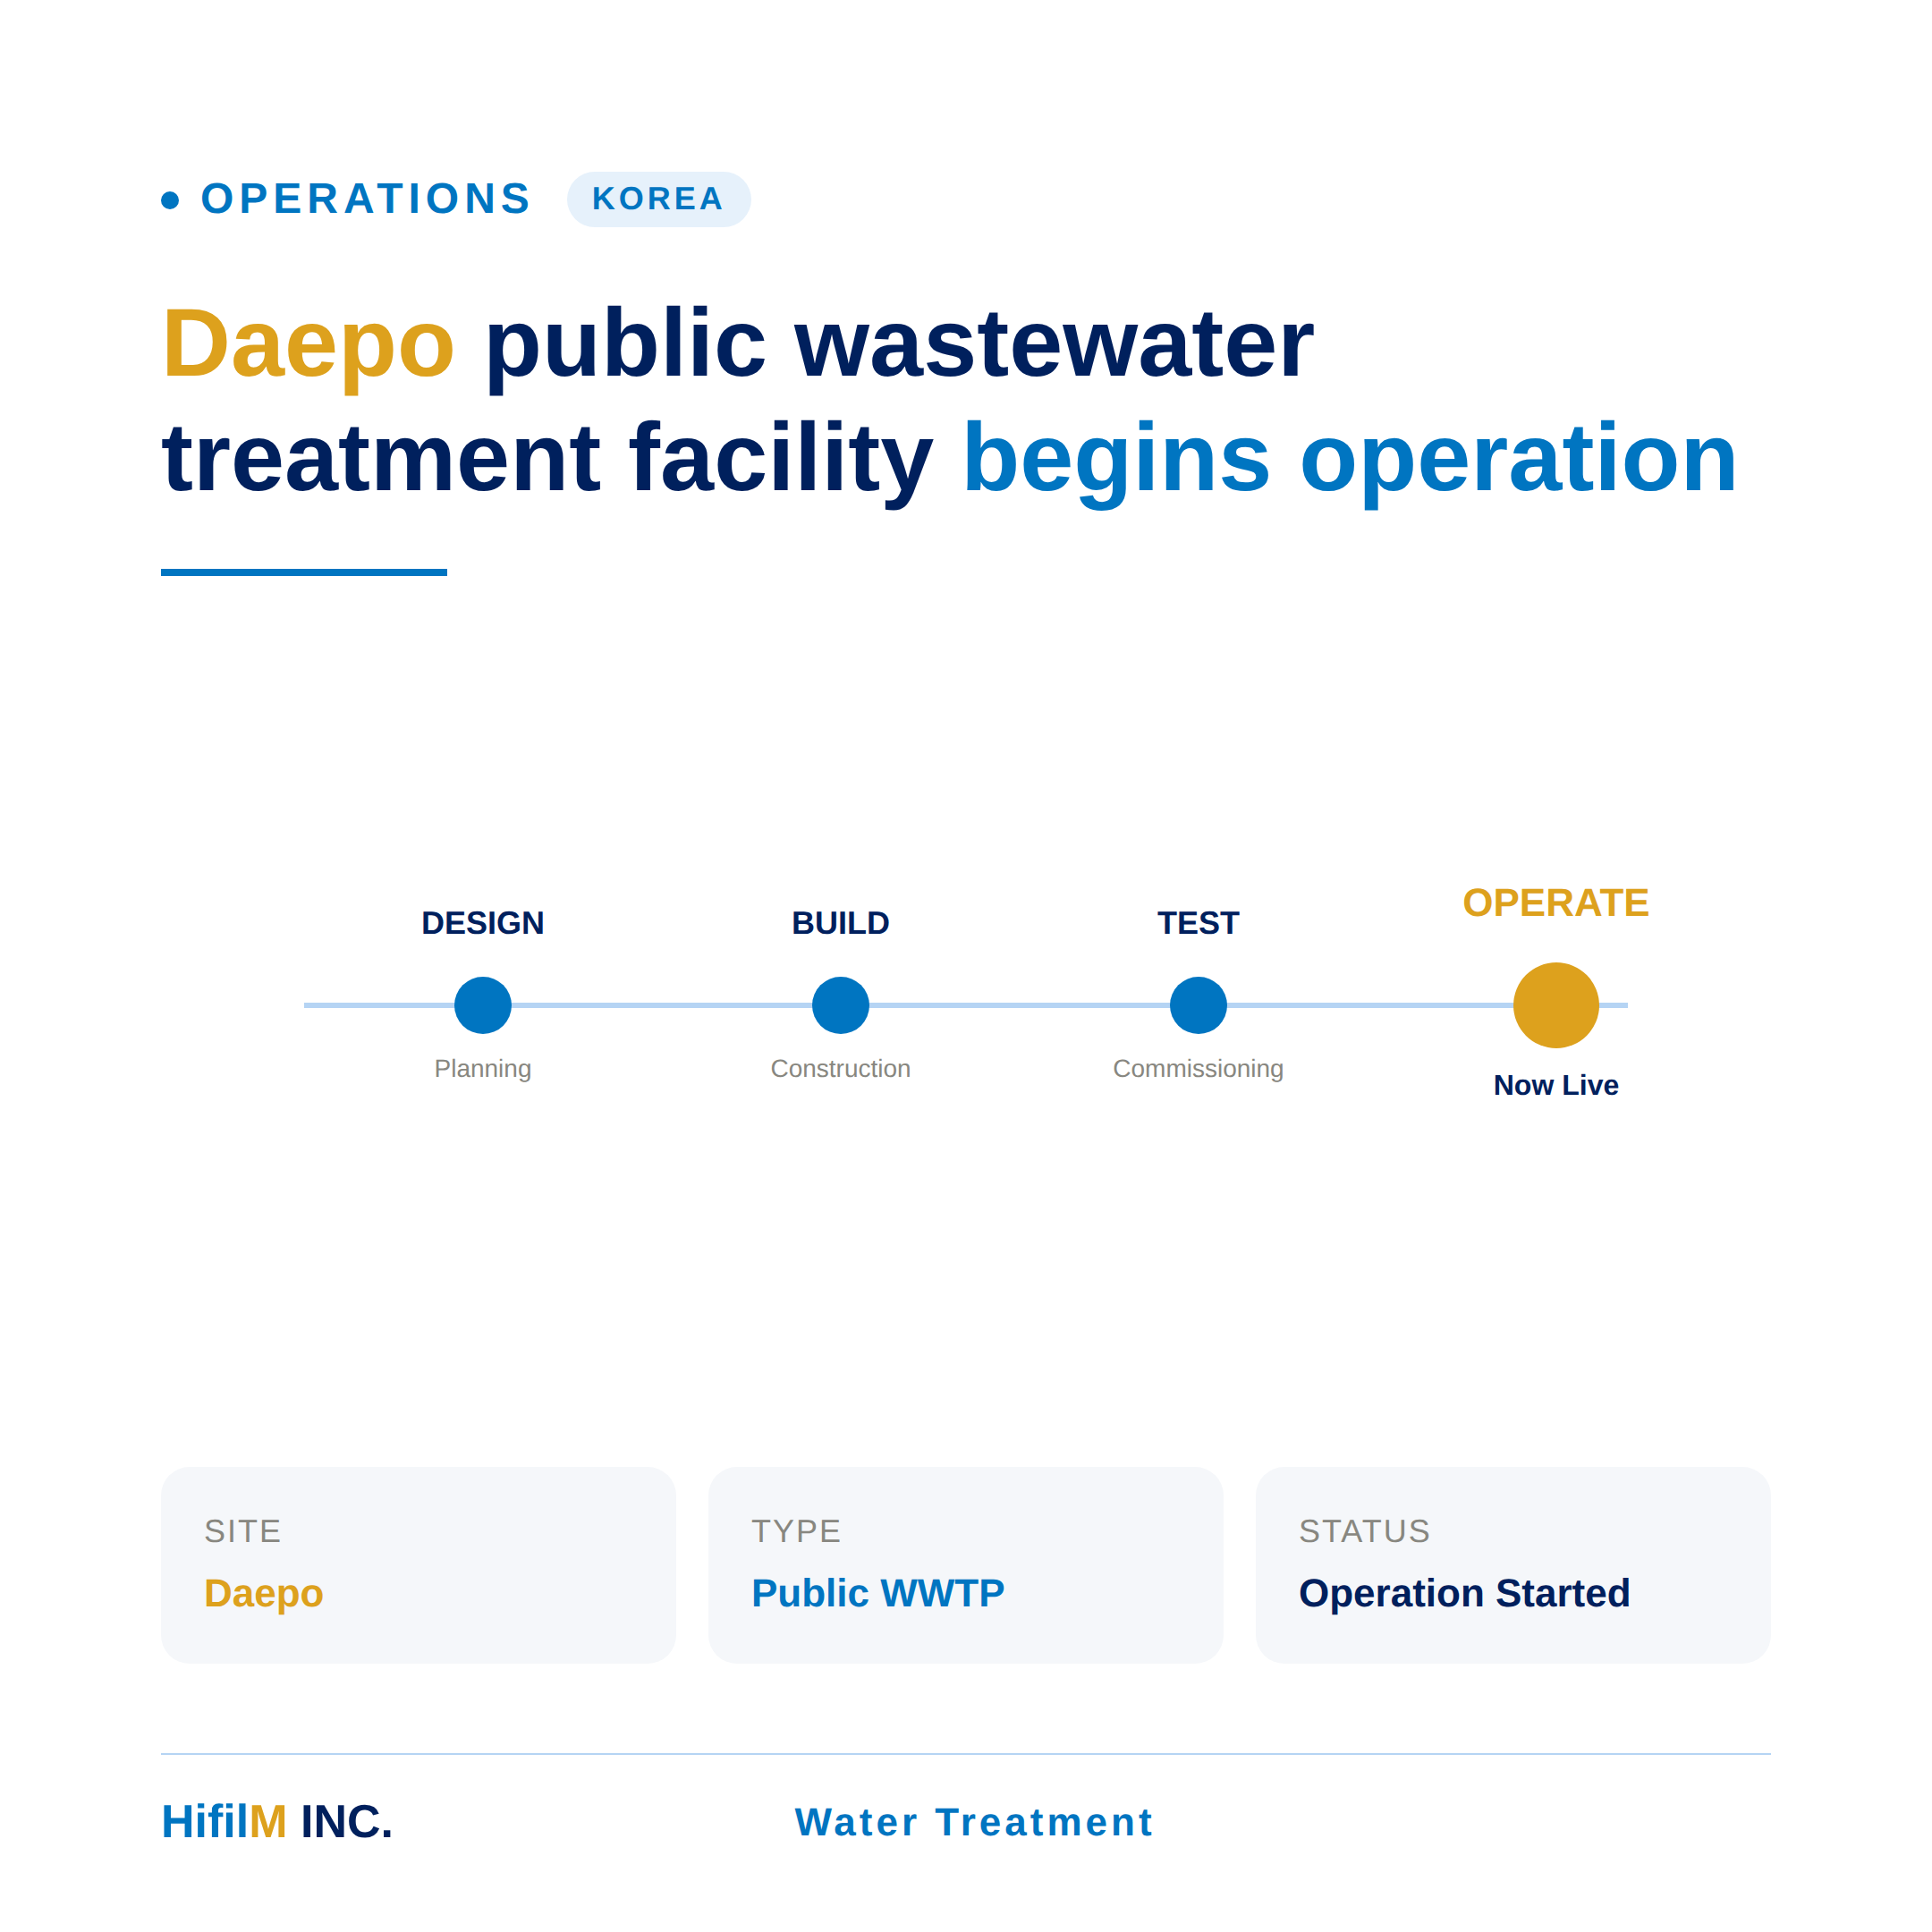 OPERATIONS KOREA
Daepo public wastewater
treatment facility begins operation
DESIGN BUILD TEST OPERATE
Planning Construction Commissioning Now Live
SITE TYPE STATUS
Daepo Public WWTP Operation Started
HifilM INC. Water Treatment